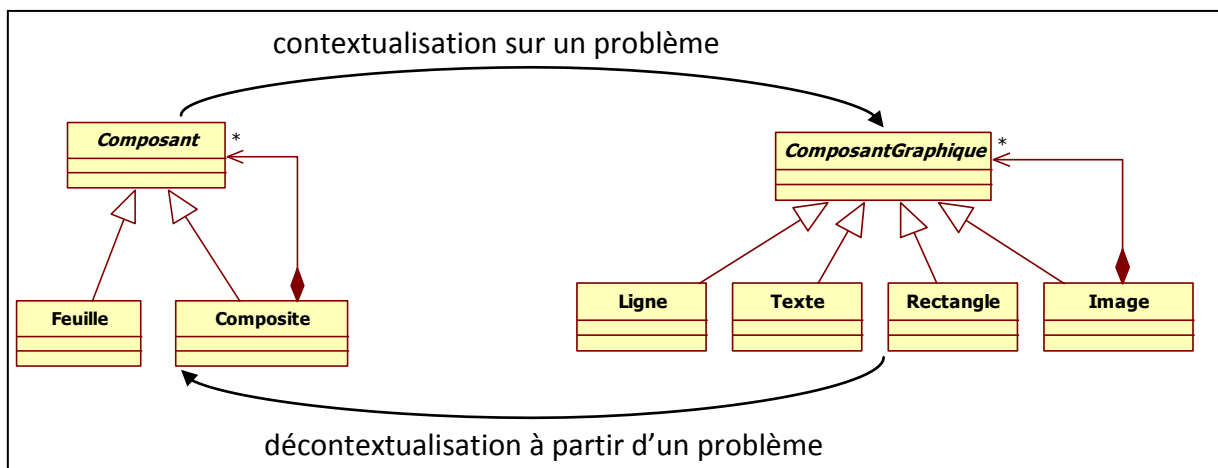 contextualisation sur un problème
Composant
*
Feuille
Composite
ComposantGraphique
*
Ligne
Texte
Rectangle
Image
décontextualisation à partir d’un problème